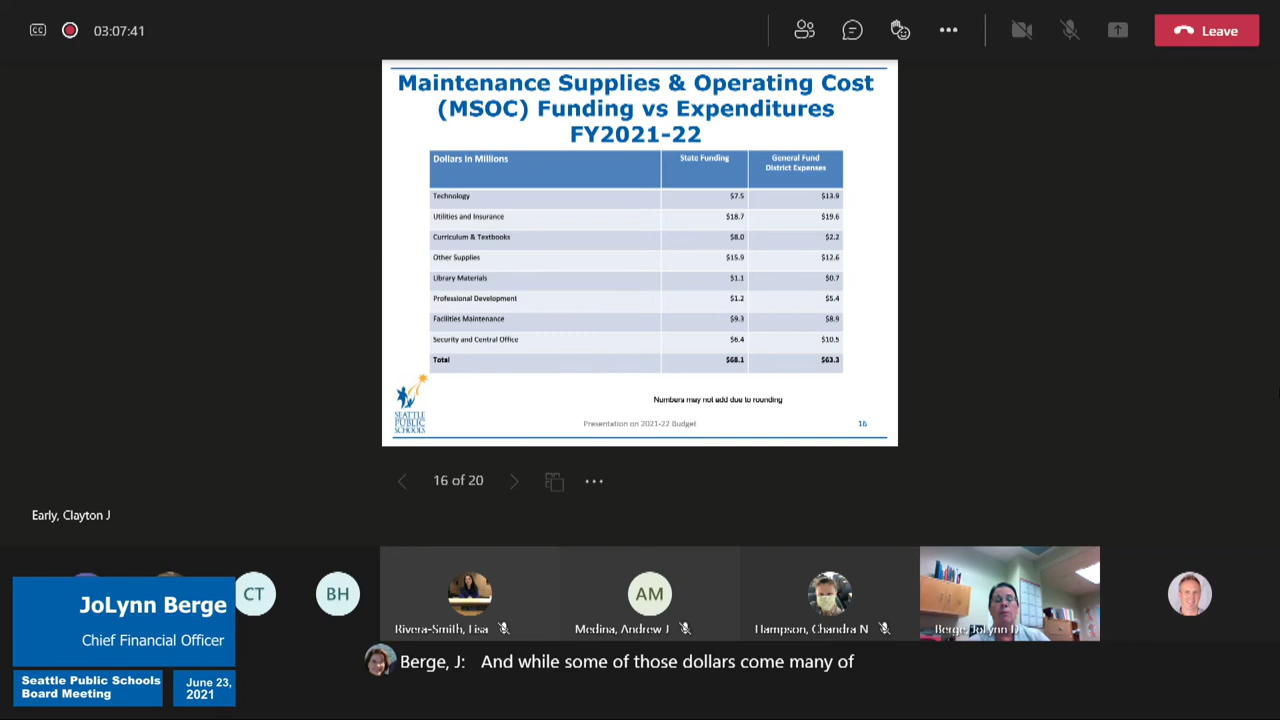 CC
03:07:41
Leave
Maintenance Supplies & Operating Cost
(MSOC) Funding vs Expenditures
FY2021-22
Dollars in Millions State Funding General Fund
District Expenses
Technology $7.5 $13.9
Utilities and Insurance $18.7 $19.6
Curriculum & Textbooks $8.0 $2.2
Other Supplies $15.9 $12.6
Library Materials $1.1 $0.7
Professional Development $1.2 $5.4
Facilities Maintenance $9.3 $8.9
Security and Central Office $6.4 $10.5
Total $68.1 $63.3
Numbers may not add due to rounding
SEATTLE
PUBLIC
SCHOOLS
Presentation on 2021-22 Budget 16
16 of 20
Early, Clayton J
CT
BH
AM
Rivera-Smith, Lisa
Medina, Andrew J
Hampson, Chandra N
Berge, JoLynn D
JoLynn Berge
Chief Financial Officer
Seattle Public Schools
Board Meeting
June 23,
2021
Berge, J: And while some of those dollars come many of